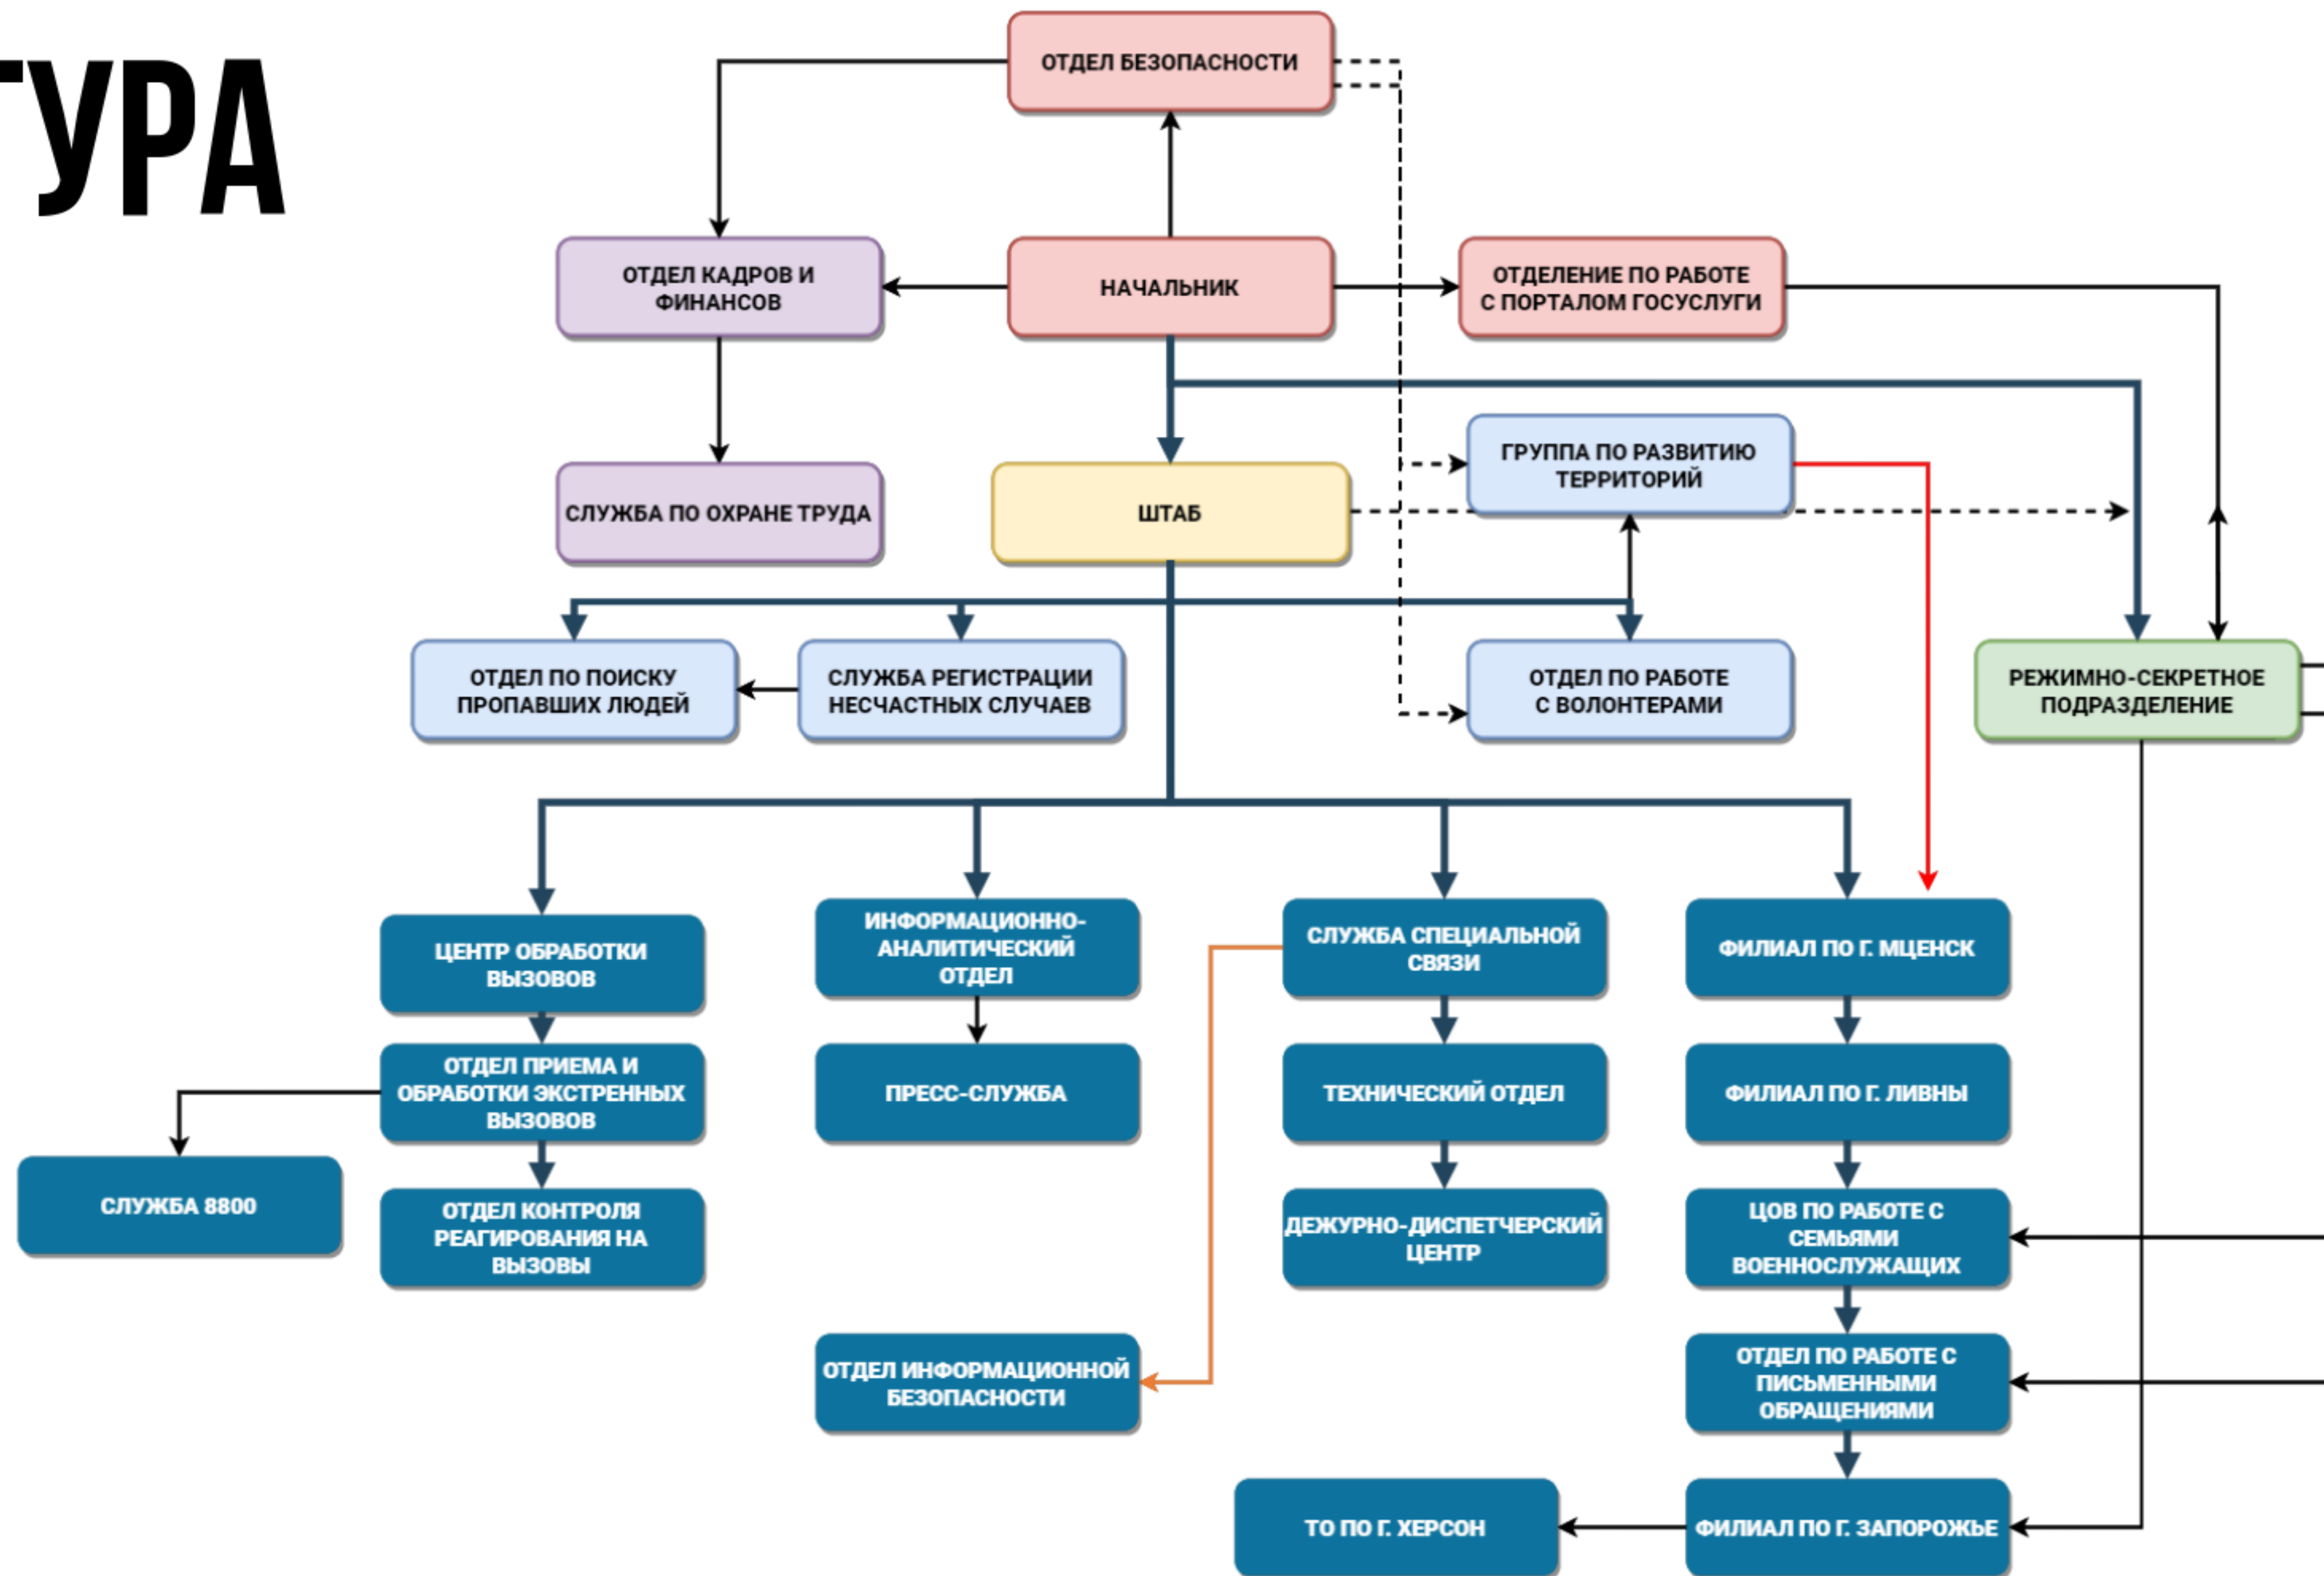 ТУРА
ОТДЕЛ БЕЗОПАСНОСТИ
ОТДЕЛ КАДРОВ И
ФИНАНСОВ
НАЧАЛЬНИК
ОТДЕЛЕНИЕ ПО РАБОТЕ
С ПОРТАЛОМ ГОСУСЛУГИ
СЛУЖБА ПО ОХРАНЕ ТРУДА
ШТАБ
ГРУППА ПО РАЗВИТИЮ
ТЕРРИТОРИЙ
ОТДЕЛ ПО ПОИСКУ
ПРОПАВШИХ ЛЮДЕЙ
СЛУЖБА РЕГИСТРАЦИИ
НЕСЧАСТНЫХ СЛУЧАЕВ
ОТДЕЛ ПО РАБОТЕ
С ВОЛОНТЕРАМИ
РЕЖИМНО-СЕКРЕТНОЕ
ПОДРАЗДЕЛЕНИЕ
ЦЕНТР ОБРАБОТКИ
ВЫЗОВОВ
ИНФОРМАЦИОННО-
АНАЛИТИЧЕСКИЙ
ОТДЕЛ
СЛУЖБА СПЕЦИАЛЬНОЙ
СВЯЗИ
ФИЛИАЛ ПО Г. МЦЕНСК
ОТДЕЛ ПРИЕМА И
ОБРАБОТКИ ЭКСТРЕННЫХ
ВЫЗОВОВ
ПРЕСС-СЛУЖБА
ТЕХНИЧЕСКИЙ ОТДЕЛ
ФИЛИАЛ ПО Г. ЛИВНЫ
СЛУЖБА 8800
ОТДЕЛ КОНТРОЛЯ
РЕАГИРОВАНИЯ НА
ВЫЗОВЫ
ДЕЖУРНО-ДИСПЕТЧЕРСКИЙ
ЦЕНТР
ЦОВ ПО РАБОТЕ С
СЕМЬЯМИ
ВОЕННОСЛУЖАЩИХ
ОТДЕЛ ИНФОРМАЦИОННОЙ
БЕЗОПАСНОСТИ
ОТДЕЛ ПО РАБОТЕ С
ПИСЬМЕННЫМИ
ОБРАЩЕНИЯМИ
ТО ПО Г. ХЕРСОН
ФИЛИАЛ ПО Г. ЗАПОРОЖЬЕ